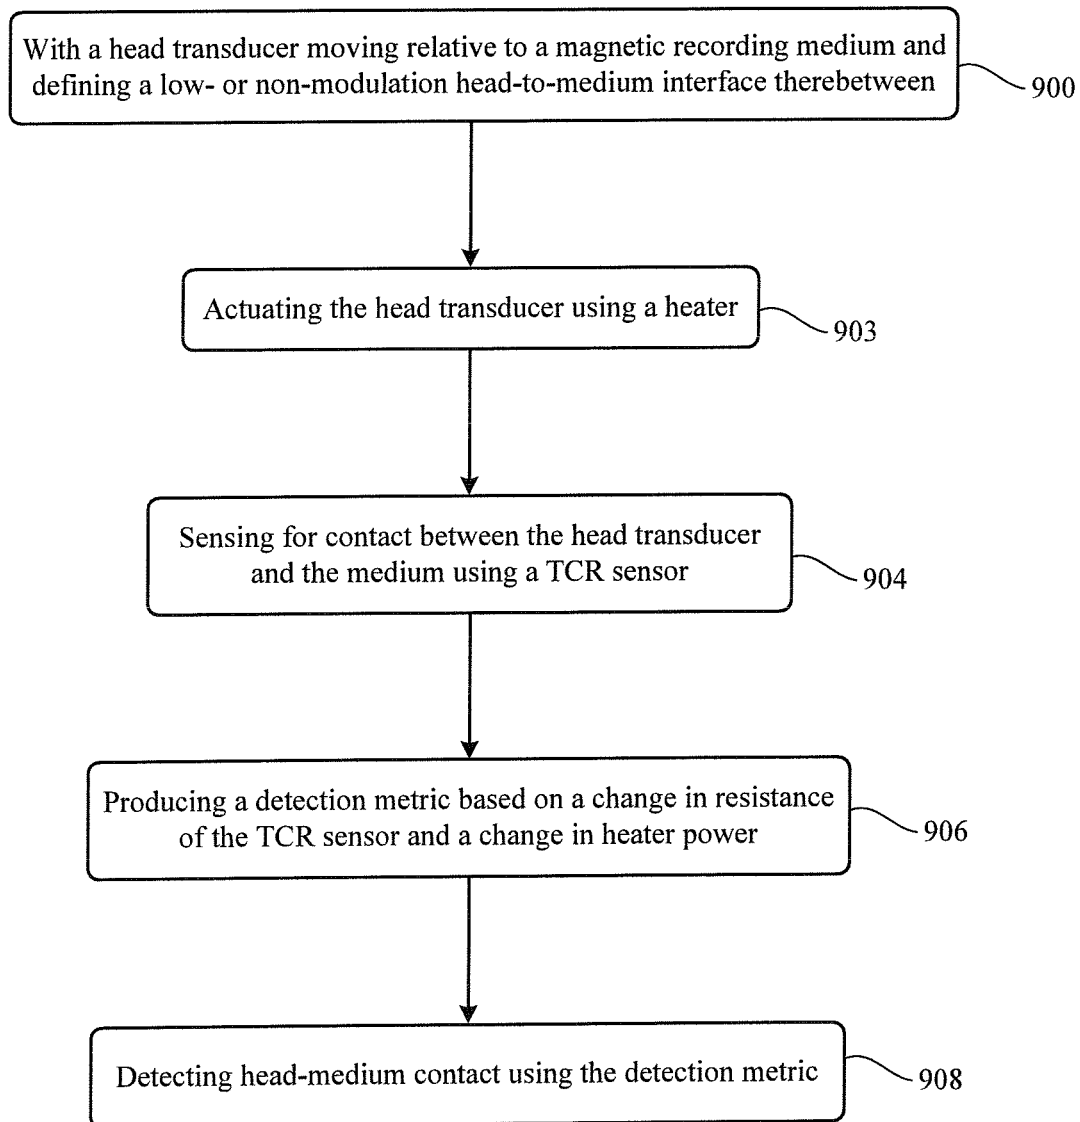 With a head transducer moving relative to a magnetic recording medium and
defining a low- or non-modulation head-to-medium interface therebetween
900
Actuating the head transducer using a heater
903
Sensing for contact between the head transducer
and the medium using a TCR sensor
904
Producing a detection metric based on a change in resistance
of the TCR sensor and a change in heater power
906
Detecting head-medium contact using the detection metric
908